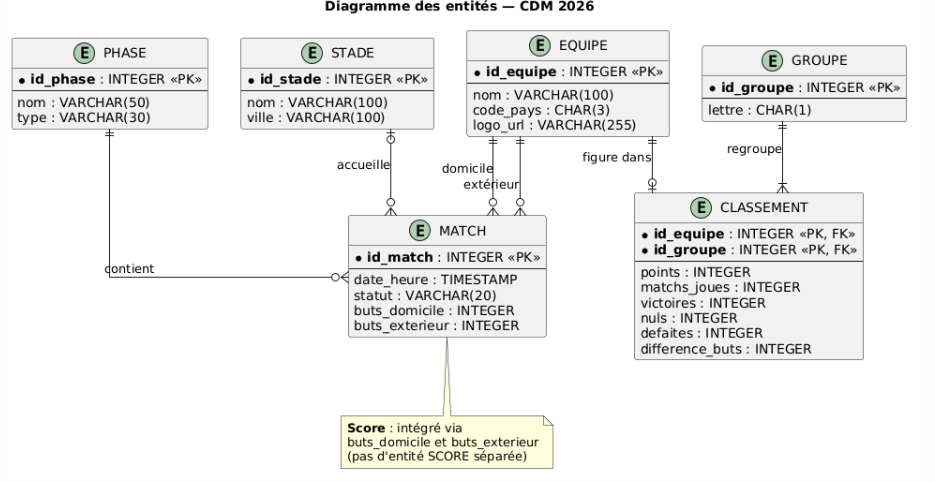 Diagramme des entités — CDM 2026
E PHASE
• id_phase : INTEGER «PK»
nom : VARCHAR(50)
type : VARCHAR(30)
E STADE
• id_stade : INTEGER «PK»
nom : VARCHAR(100)
ville : VARCHAR(100)
E EQUIPE
• id_equipe : INTEGER «PK»
nom : VARCHAR(100)
code_pays : CHAR(3)
logo_url : VARCHAR(255)
E GROUPE
• id_groupe : INTEGER «PK»
lettre : CHAR(1)
accueille
domicile
extérieur
figure dans
regroupe
contient
E MATCH
• id_match : INTEGER «PK»
date_heure : TIMESTAMP
statut : VARCHAR(20)
buts_domicile : INTEGER
buts_exterieur : INTEGER
E CLASSEMENT
• id_equipe : INTEGER «PK, FK»
• id_groupe : INTEGER «PK, FK»
points : INTEGER
matchs_joues : INTEGER
victoires : INTEGER
nuls : INTEGER
defaites : INTEGER
difference_buts : INTEGER
Score : intégré via
buts_domicile et buts_exterieur
(pas d'entité SCORE séparée)